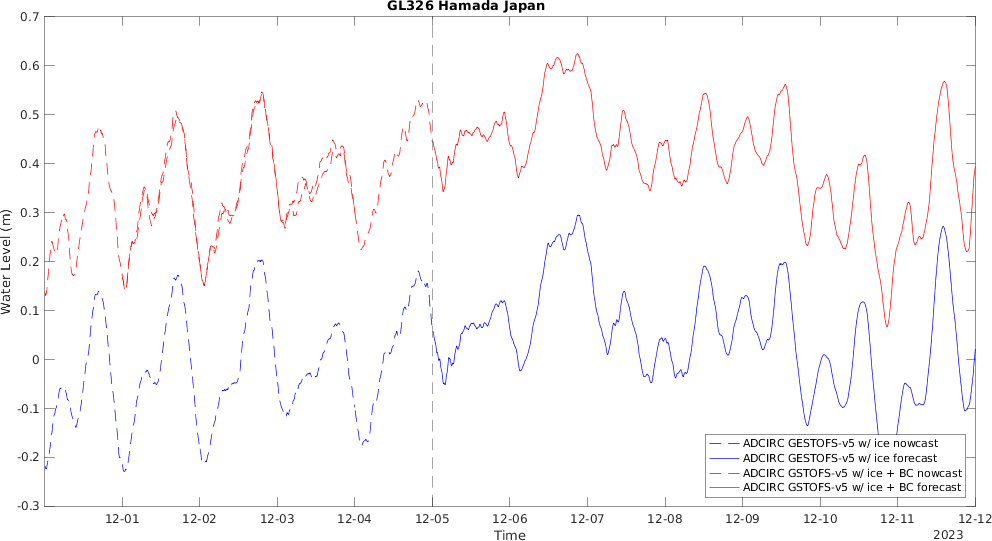 GL326 Hamada Japan
0.7
0.6
0.5
0.4
0.3
0.2
0.1
0
-0.1
-0.2
-0.3
Water Level (m)
ADCIRC GESTOFS-v5 w/ ice nowcast
ADCIRC GESTOFS-v5 w/ ice forecast
ADCIRC GSTOFS-v5 w/ ice + BC nowcast
ADCIRC GSTOFS-v5 w/ ice + BC forecast
12-01 12-02 12-03 12-04 12-05 12-06 12-07 12-08 12-09 12-10 12-11 12-12
Time
2023